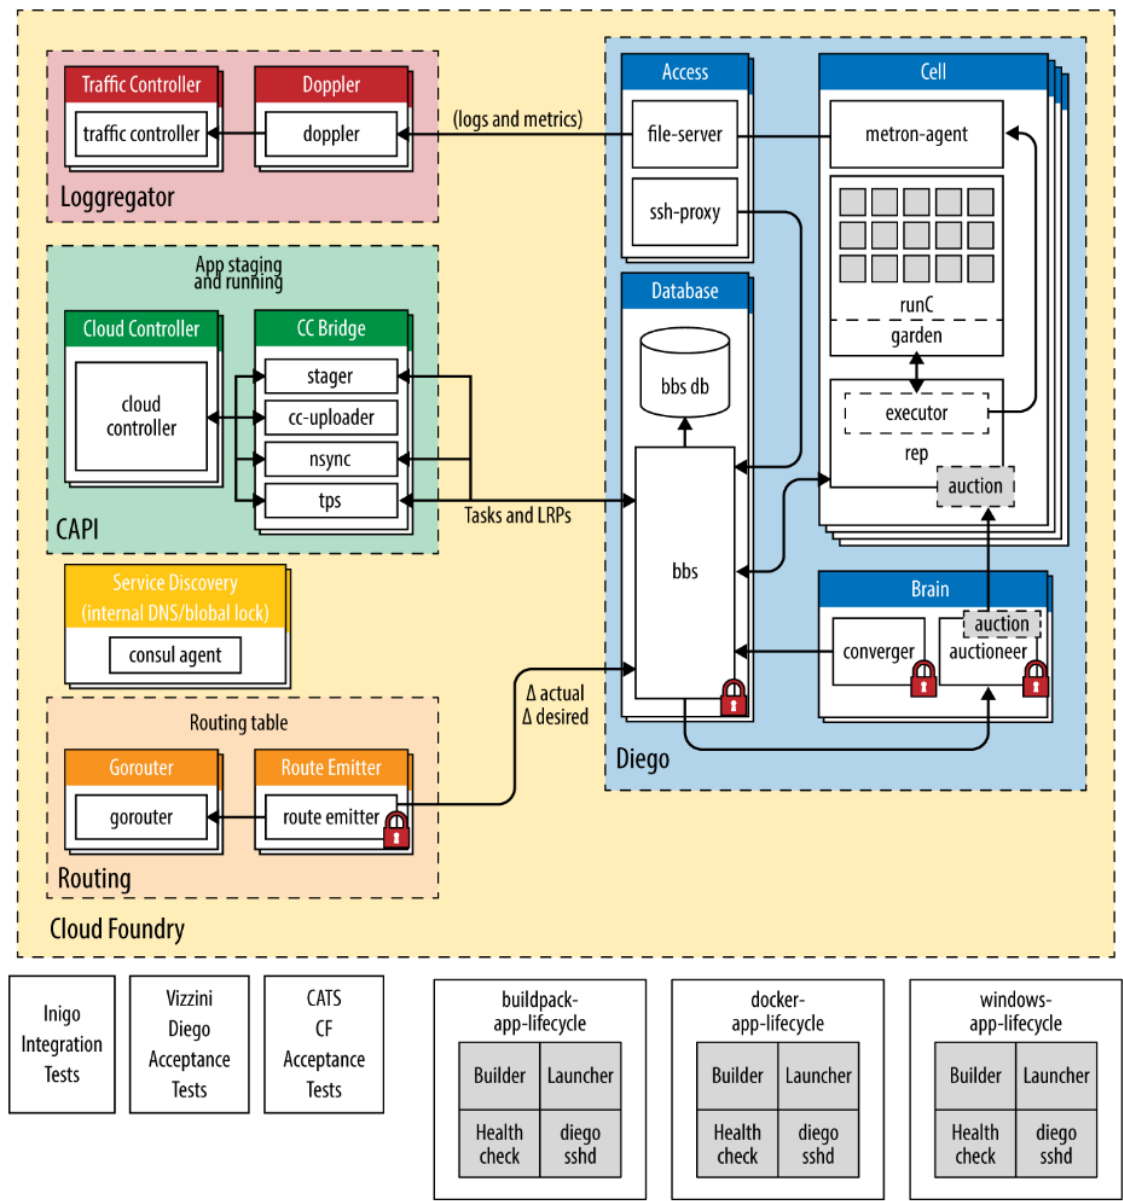 Traffic Controller
traffic controller
Doppler
doppler
Loggregator
(logs and metrics)
Access
file-server
ssh-proxy
Cell
metron-agent
runC
garden
executor
rep
auction
App staging
and running
Cloud Controller
cloud
controller
CC Bridge
stager
cc-uploader
nsync
tps
CAPI
Tasks and LRPs
Database
bbs db
bbs
Brain
converger
auction
auctioneer
Diego
Service Discovery
(internal DNS/blobal lock)
consul agent
Δ actual
Δ desired
Routing table
Gorouter
gorouter
Route Emitter
route emitter
Routing
Cloud Foundry
Inigo
Integration
Tests
Vizzini
Diego
Acceptance
Tests
CATS
CF
Acceptance
Tests
buildpack-
app-lifecycle
Builder
Launcher
Health
check
diego
sshd
docker-
app-lifecycle
Builder
Launcher
Health
check
diego
sshd
windows-
app-lifecycle
Builder
Launcher
Health
check
diego
sshd